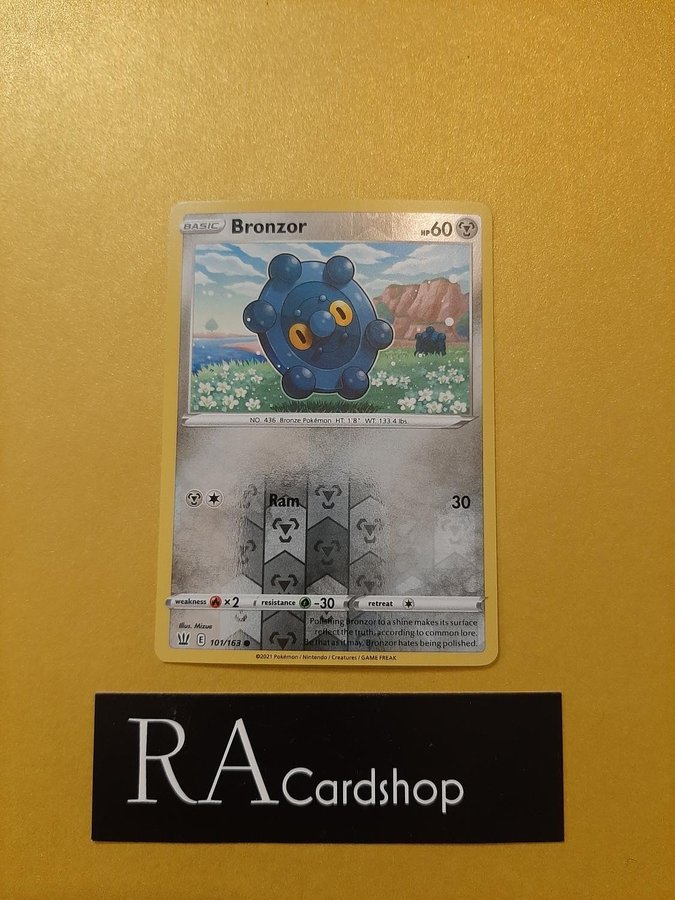 BASIC Bronzor HP60
NO. 436 Bronze Pokémon HT: 1'8" WT: 133.4 lbs.
Ram 30
weakness ×2 resistance -30 retreat
Illus. Mizue
Polishing Bronzor to a shine makes its surface
reflect the truth, according to common lore.
Be that as it may, Bronzor hates being polished.
E 101/163
©2021 Pokémon / Nintendo / Creatures / GAME FREAK
RA Cardshop